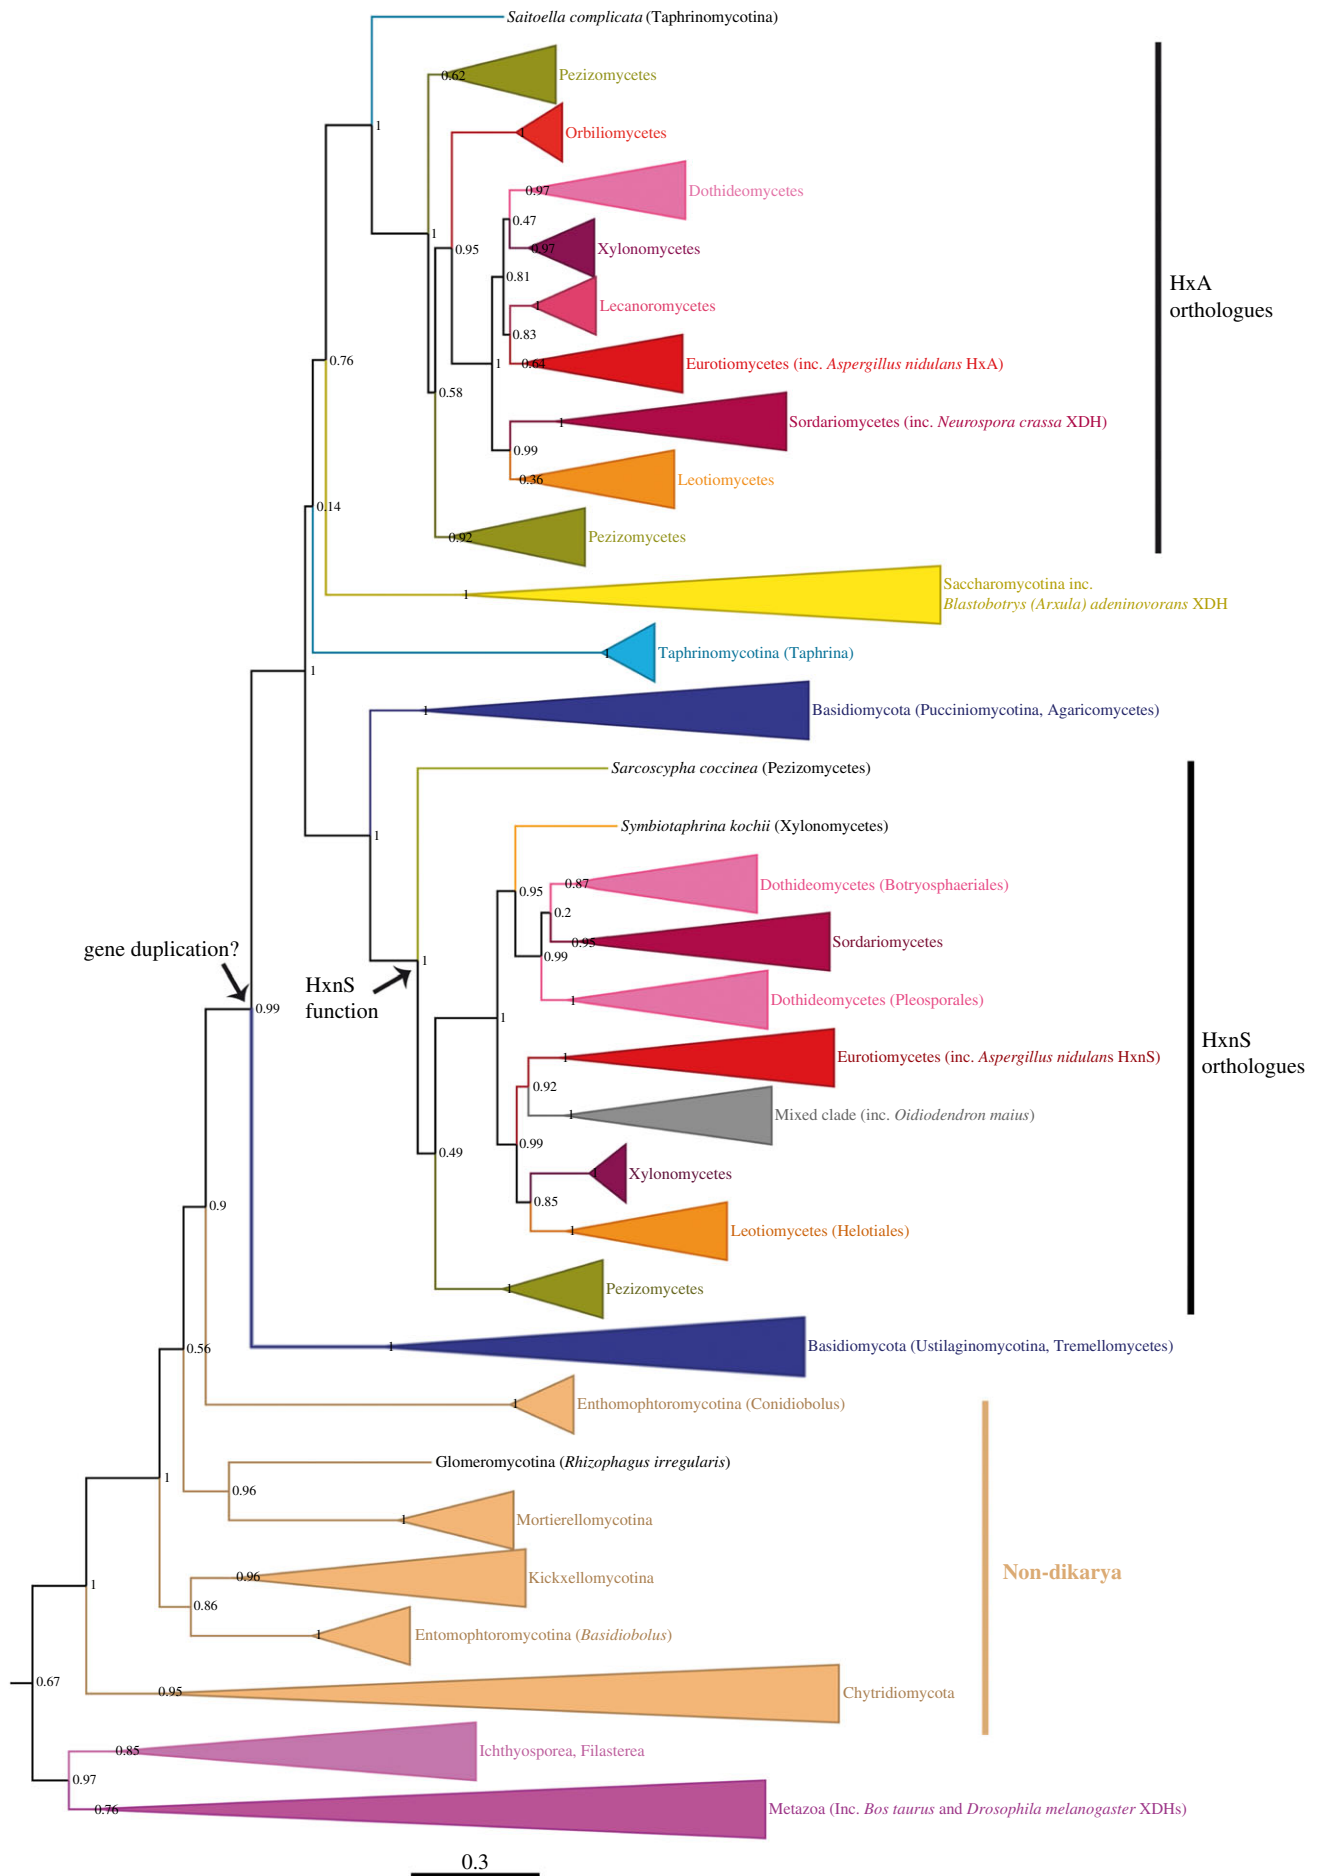 Saitoella complicata (Taphrinomycotina)
0.62
Pezizomycetes
1
Orbiliomycetes
1
0.97
Dothideomycetes
0.47
1
0.95
0.97
Xylonomycetes
0.81
HxA
orthologues
1
Lecanoromycetes
0.83
0.76
1
0.64
Eurotiomycetes (inc. Aspergillus nidulans HxA)
0.58
1
Sordariomycetes (inc. Neurospora crassa XDH)
0.99
0.36
Leotiomycetes
0.14
0.92
Pezizomycetes
1
Saccharomycotina inc.
Blastobotrys (Arxula) adeninovorans XDH
1
Taphrinomycotina (Taphrina)
1
1
Basidiomycota (Pucciniomycotina, Agaricomycetes)
Sarcoscypha coccinea (Pezizomycetes)
Symbiotaphrina kochii (Xylonomycetes)
1
0.87
Dothideomycetes (Botryosphaeriales)
0.95
0.2
0.95
Sordariomycetes
gene duplication?
0.99
1
HxnS
function
1
Dothideomycetes (Pleosporales)
0.99
1
HxnS
orthologues
1
Eurotiomycetes (inc. Aspergillus nidulans HxnS)
0.92
1
Mixed clade (inc. Oidiodendron maius)
0.99
0.49
1
Xylonomycetes
0.9
0.85
1
Leotiomycetes (Helotiales)
1
Pezizomycetes
0.56
1
Basidiomycota (Ustilaginomycotina, Tremellomycetes)
1
Enthomophtoromycotina (Conidiobolus)
Glomeromycotina (Rhizophagus irregularis)
1
0.96
1
Mortierellomycotina
0.96
Kickxellomycotina
Non-dikarya
1
0.86
1
Entomophtoromycotina (Basidiobolus)
0.67
0.95
Chytridiomycota
0.85
Ichthyosporea, Filasterea
0.97
0.76
Metazoa (Inc. Bos taurus and Drosophila melanogaster XDHs)
0.3